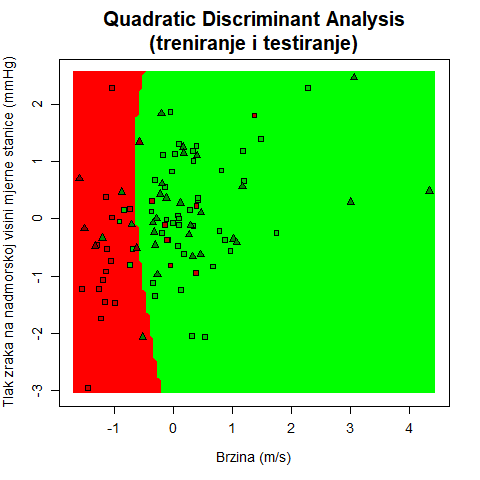 Quadratic Discriminant Analysis
(treniranje i testiranje)
Tlak zraka na nadmorskoj visini mjerne stanice (mmHg)
2
1
0
-1
-2
-3
-1 0 1 2 3 4
Brzina (m/s)